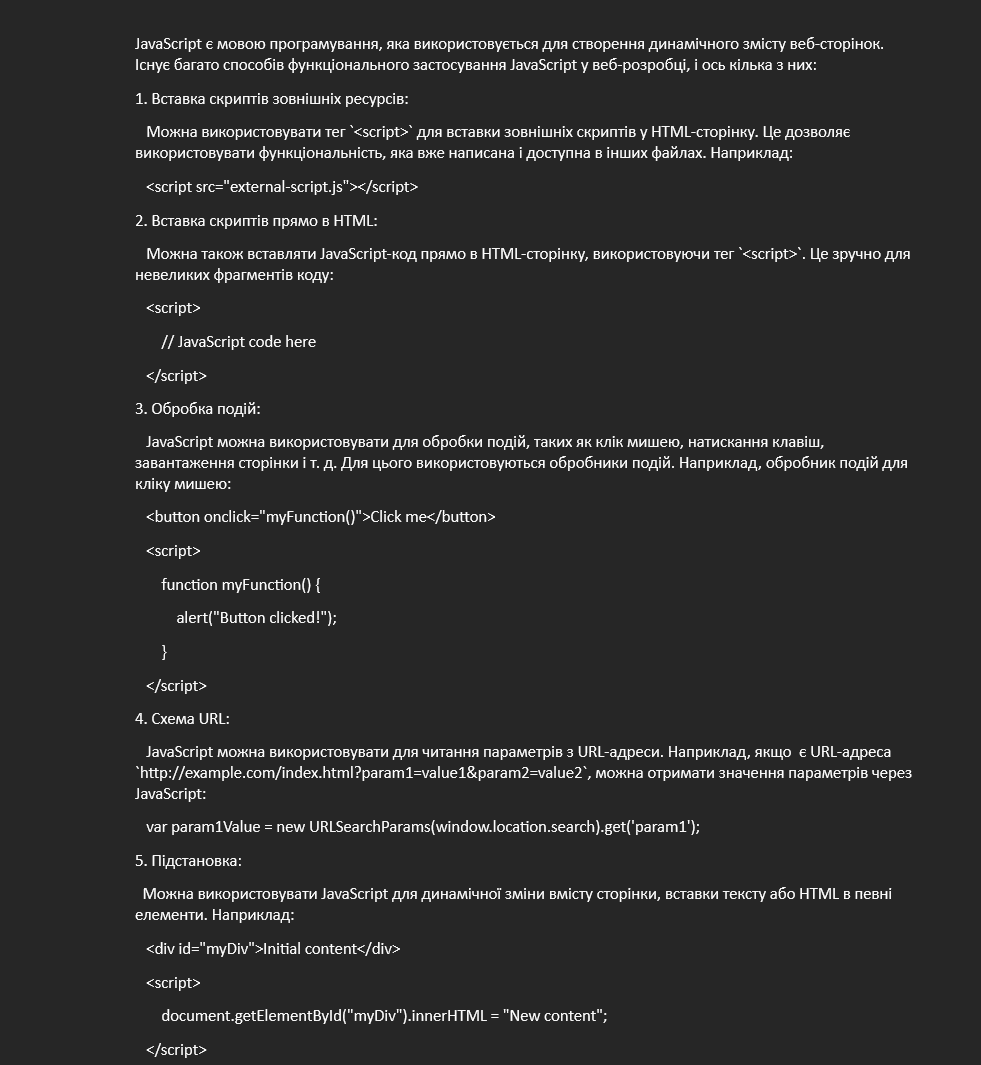 JavaScript є мовою програмування, яка використовується для створення динамічного змісту веб-сторінок.
Існує багато способів функціонального застосування JavaScript у веб-розробці, і ось кілька з них:
1. Вставка скриптів зовнішніх ресурсів:
Можна використовувати тег `<script>` для вставки зовнішніх скриптів у HTML-сторінку. Це дозволяє
використовувати функціональність, яка вже написана і доступна в інших файлах. Наприклад:
<script src="external-script.js"></script>
2. Вставка скриптів прямо в HTML:
Можна також вставляти JavaScript-код прямо в HTML-сторінку, використовуючи тег `<script>`. Це зручно для
невеликих фрагментів коду:
<script>
// JavaScript code here
</script>
3. Обробка подій:
JavaScript можна використовувати для обробки подій, таких як клік мишею, натискання клавіш,
завантаження сторінки і т. д. Для цього використовуються обробники подій. Наприклад, обробник подій для
кліку мишею:
<button onclick="myFunction()">Click me</button>
<script>
function myFunction() {
alert("Button clicked!");
}
</script>
4. Схема URL:
JavaScript можна використовувати для читання параметрів з URL-адреси. Наприклад, якщо  є URL-адреса
`http://example.com/index.html?param1=value1&param2=value2`, можна отримати значення параметрів через
JavaScript:
var param1Value = new URLSearchParams(window.location.search).get('param1');
5. Підстановка:
Можна використовувати JavaScript для динамічної зміни вмісту сторінки, вставки тексту або HTML в певні
елементи. Наприклад:
<div id="myDiv">Initial content</div>
<script>
document.getElementById("myDiv").innerHTML = "New content";
</script>